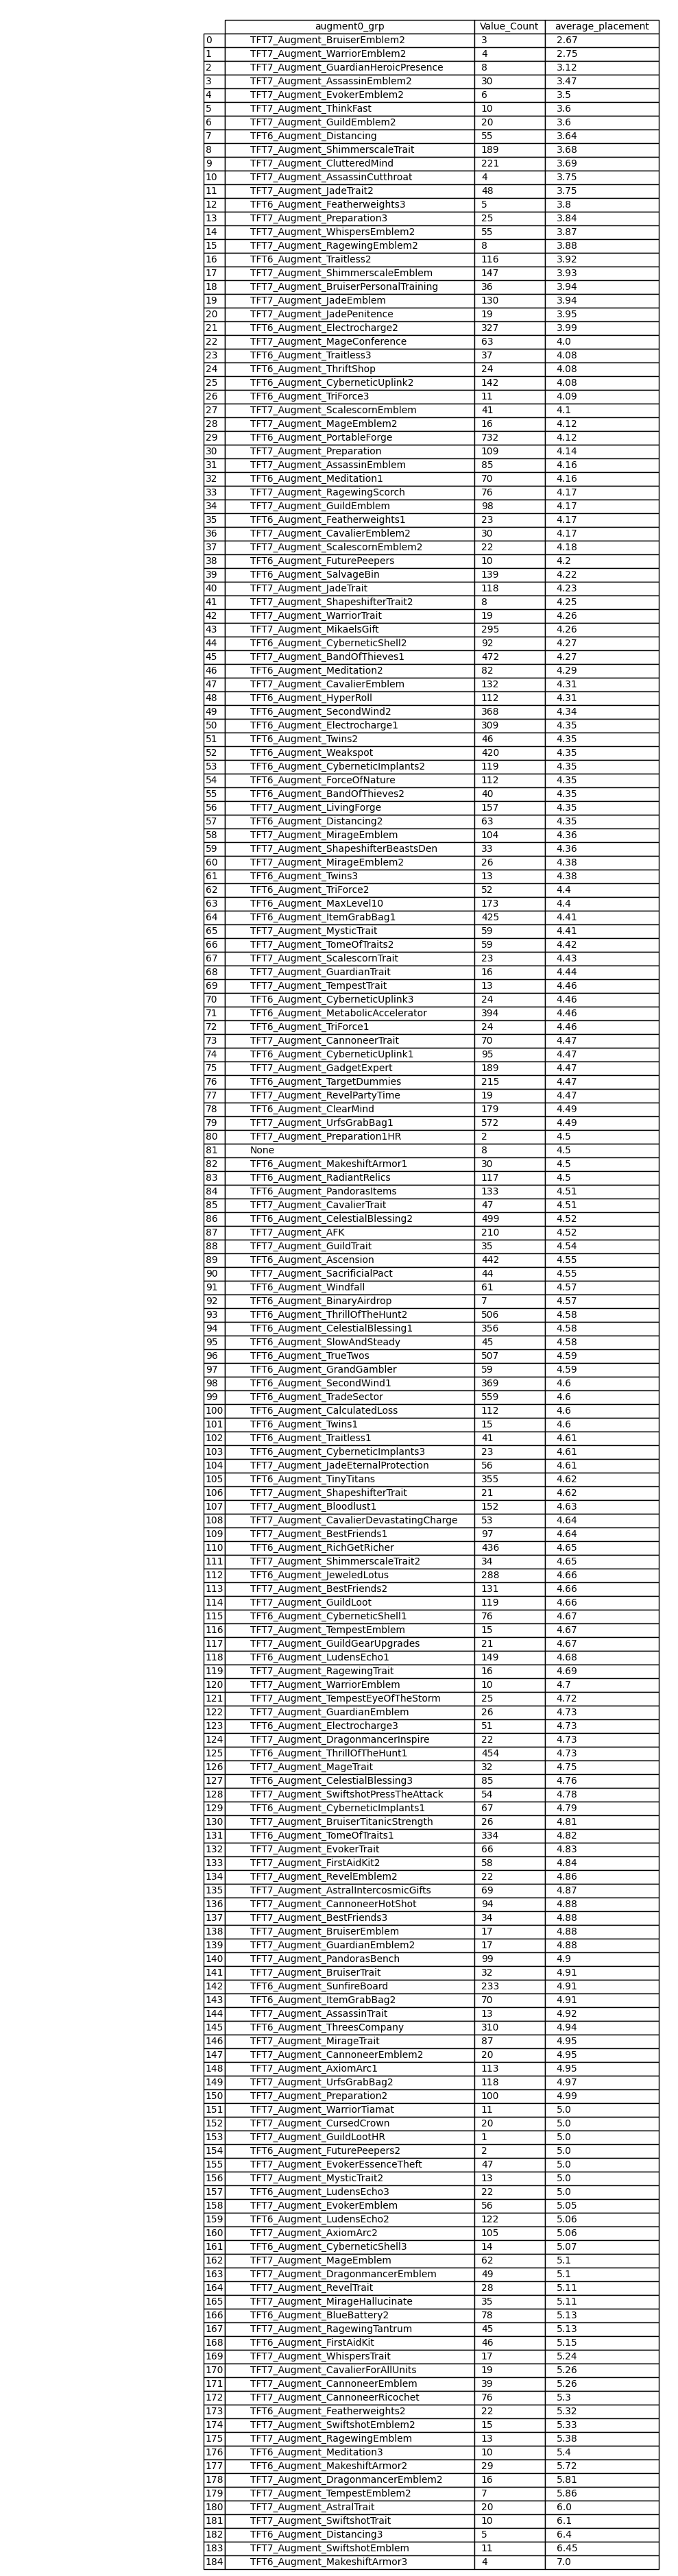 augment0_grp Value_Count average_placement
0 TFT7_Augment_BruiserEmblem2 3 2.67
1 TFT7_Augment_WarriorEmblem2 4 2.75
2 TFT7_Augment_GuardianHeroicPresence 8 3.12
3 TFT7_Augment_AssassinEmblem2 30 3.47
4 TFT7_Augment_EvokerEmblem2 6 3.5
5 TFT7_Augment_ThinkFast 10 3.6
6 TFT7_Augment_GuildEmblem2 20 3.6
7 TFT6_Augment_Distancing 55 3.64
8 TFT7_Augment_ShimmerscaleTrait 189 3.68
9 TFT7_Augment_ClutteredMind 221 3.69
10 TFT7_Augment_AssassinCutthroat 4 3.75
11 TFT7_Augment_JadeTrait2 48 3.75
12 TFT6_Augment_Featherweights3 5 3.8
13 TFT7_Augment_Preparation3 25 3.84
14 TFT7_Augment_WhispersEmblem2 55 3.87
15 TFT7_Augment_RagewingEmblem2 8 3.88
16 TFT6_Augment_Traitless2 116 3.92
17 TFT7_Augment_ShimmerscaleEmblem 147 3.93
18 TFT7_Augment_BruiserPersonalTraining 36 3.94
19 TFT7_Augment_JadeEmblem 130 3.94
20 TFT7_Augment_JadePenitence 19 3.95
21 TFT6_Augment_Electrocharge2 327 3.99
22 TFT7_Augment_MageConference 63 4.0
23 TFT6_Augment_Traitless3 37 4.08
24 TFT6_Augment_ThriftShop 24 4.08
25 TFT6_Augment_CyberneticUplink2 142 4.08
26 TFT6_Augment_TriForce3 11 4.09
27 TFT7_Augment_ScalescornEmblem 41 4.1
28 TFT7_Augment_MageEmblem2 16 4.12
29 TFT6_Augment_PortableForge 732 4.12
30 TFT7_Augment_Preparation 109 4.14
31 TFT7_Augment_AssassinEmblem 85 4.16
32 TFT6_Augment_Meditation1 70 4.16
33 TFT7_Augment_RagewingScorch 76 4.17
34 TFT7_Augment_GuildEmblem 98 4.17
35 TFT6_Augment_Featherweights1 23 4.17
36 TFT7_Augment_CavalierEmblem2 30 4.17
37 TFT7_Augment_ScalescornEmblem2 22 4.18
38 TFT7_Augment_FuturePeepers 10 4.2
39 TFT6_Augment_SalvageBin 139 4.22
40 TFT7_Augment_JadeTrait 118 4.23
41 TFT7_Augment_ShapeshifterTrait2 8 4.25
42 TFT7_Augment_WarriorTrait 19 4.26
43 TFT7_Augment_MikaelsGift 295 4.26
44 TFT6_Augment_CyberneticShell2 92 4.27
45 TFT7_Augment_BandOfThieves1 472 4.27
46 TFT6_Augment_Meditation2 82 4.29
47 TFT7_Augment_CavalierEmblem 132 4.31
48 TFT6_Augment_HyperRoll 112 4.31
49 TFT6_Augment_SecondWind2 368 4.34
50 TFT6_Augment_Electrocharge1 309 4.35
51 TFT6_Augment_Twins2 46 4.35
52 TFT6_Augment_Weakspot 420 4.35
53 TFT6_Augment_CyberneticImplants2 119 4.35
54 TFT6_Augment_ForceOfNature 112 4.35
55 TFT7_Augment_BandOfThieves2 40 4.35
56 TFT7_Augment_LivingForge 157 4.35
57 TFT6_Augment_Distancing2 63 4.35
58 TFT7_Augment_MirageEmblem 104 4.36
59 TFT7_Augment_ShapeshifterBeastsDen 33 4.36
60 TFT7_Augment_MirageEmblem2 26 4.38
61 TFT6_Augment_Twins3 13 4.38
62 TFT6_Augment_TriForce2 52 4.4
63 TFT6_Augment_MaxLevel10 173 4.4
64 TFT6_Augment_ItemGrabBag1 425 4.41
65 TFT7_Augment_MysticTrait 59 4.41
66 TFT7_Augment_TomeOfTraits2 59 4.42
67 TFT7_Augment_ScalescornTrait 23 4.43
68 TFT7_Augment_GuardianTrait 16 4.44
69 TFT7_Augment_TempestTrait 13 4.46
70 TFT6_Augment_CyberneticUplink3 24 4.46
71 TFT6_Augment_MetabolicAccelerator 394 4.46
72 TFT6_Augment_TriForce1 24 4.46
73 TFT7_Augment_CannoneerTrait 70 4.47
74 TFT6_Augment_CyberneticUplink1 95 4.47
75 TFT7_Augment_GadgetExpert 189 4.47
76 TFT6_Augment_TargetDummies 215 4.47
77 TFT7_Augment_RevelPartyTime 19 4.47
78 TFT6_Augment_ClearMind 179 4.49
79 TFT7_Augment_UrfsGrabBag1 572 4.49
80 TFT7_Augment_Preparation1HR 2 4.5
81 None 8 4.5
82 TFT6_Augment_MakeshiftArmor1 30 4.5
83 TFT6_Augment_RadiantRelics 117 4.5
84 TFT6_Augment_PandorasItems 133 4.51
85 TFT7_Augment_CavalierTrait 47 4.51
86 TFT6_Augment_CelestialBlessing2 499 4.52
87 TFT7_Augment_AFK 210 4.52
88 TFT7_Augment_GuildTrait 35 4.54
89 TFT6_Augment_Ascension 442 4.55
90 TFT7_Augment_SacrificialPact 44 4.55
91 TFT6_Augment_Windfall 61 4.57
92 TFT6_Augment_BinaryAirdrop 7 4.57
93 TFT6_Augment_ThrillOfTheHunt2 506 4.58
94 TFT6_Augment_CelestialBlessing1 356 4.58
95 TFT6_Augment_SlowAndSteady 45 4.58
96 TFT6_Augment_TrueTwos 507 4.59
97 TFT6_Augment_GrandGambler 59 4.59
98 TFT6_Augment_SecondWind1 369 4.6
99 TFT6_Augment_TradeSector 559 4.6
100 TFT6_Augment_CalculatedLoss 112 4.6
101 TFT6_Augment_Twins1 15 4.6
102 TFT6_Augment_Traitless1 41 4.61
103 TFT6_Augment_CyberneticImplants3 23 4.61
104 TFT7_Augment_JadeEternalProtection 56 4.61
105 TFT6_Augment_TinyTitans 355 4.62
106 TFT7_Augment_ShapeshifterTrait 21 4.62
107 TFT7_Augment_Bloodlust1 152 4.63
108 TFT7_Augment_CavalierDevastatingCharge 53 4.64
109 TFT7_Augment_BestFriends1 97 4.64
110 TFT6_Augment_RichGetRicher 436 4.65
111 TFT7_Augment_ShimmerscaleTrait2 34 4.65
112 TFT6_Augment_JeweledLotus 288 4.66
113 TFT7_Augment_BestFriends2 131 4.66
114 TFT7_Augment_GuildLoot 119 4.66
115 TFT6_Augment_CyberneticShell1 76 4.67
116 TFT7_Augment_TempestEmblem 15 4.67
117 TFT7_Augment_GuildGearUpgrades 21 4.67
118 TFT6_Augment_LudensEcho1 149 4.68
119 TFT7_Augment_RagewingTrait 16 4.69
120 TFT7_Augment_WarriorEmblem 10 4.7
121 TFT7_Augment_TempestEyeOfTheStorm 25 4.72
122 TFT7_Augment_GuardianEmblem 26 4.73
123 TFT6_Augment_Electrocharge3 51 4.73
124 TFT7_Augment_DragonmancerInspire 22 4.73
125 TFT6_Augment_ThrillOfTheHunt1 454 4.73
126 TFT7_Augment_MageTrait 32 4.75
127 TFT6_Augment_CelestialBlessing3 85 4.76
128 TFT7_Augment_SwiftshotPressTheAttack 54 4.78
129 TFT6_Augment_CyberneticImplants1 67 4.79
130 TFT7_Augment_BruiserTitanicStrength 26 4.81
131 TFT6_Augment_TomeOfTraits1 334 4.82
132 TFT7_Augment_EvokerTrait 66 4.83
133 TFT7_Augment_FirstAidKit2 58 4.84
134 TFT7_Augment_RevelEmblem2 22 4.86
135 TFT7_Augment_AstralIntercosmicGifts 69 4.87
136 TFT7_Augment_CannoneerHotShot 94 4.88
137 TFT7_Augment_BestFriends3 34 4.88
138 TFT7_Augment_BruiserEmblem 17 4.88
139 TFT7_Augment_GuardianEmblem2 17 4.88
140 TFT7_Augment_PandorasBench 99 4.9
141 TFT7_Augment_BruiserTrait 32 4.91
142 TFT6_Augment_SunfireBoard 233 4.91
143 TFT6_Augment_ItemGrabBag2 70 4.91
144 TFT7_Augment_AssassinTrait 13 4.92
145 TFT6_Augment_ThreesCompany 310 4.94
146 TFT7_Augment_MirageTrait 87 4.95
147 TFT7_Augment_CannoneerEmblem2 20 4.95
148 TFT7_Augment_AxiomArc1 113 4.95
149 TFT7_Augment_UrfsGrabBag2 118 4.97
150 TFT7_Augment_Preparation2 100 4.99
151 TFT7_Augment_WarriorTiamat 11 5.0
152 TFT7_Augment_CursedCrown 20 5.0
153 TFT7_Augment_GuildLootHR 1 5.0
154 TFT7_Augment_FuturePeepers2 2 5.0
155 TFT7_Augment_EvokerEssenceTheft 47 5.0
156 TFT7_Augment_MysticTrait2 13 5.0
157 TFT6_Augment_LudensEcho3 22 5.0
158 TFT7_Augment_EvokerEmblem 56 5.05
159 TFT6_Augment_LudensEcho2 122 5.06
160 TFT7_Augment_AxiomArc2 105 5.06
161 TFT6_Augment_CyberneticShell3 14 5.07
162 TFT7_Augment_MageEmblem 62 5.1
163 TFT7_Augment_DragonmancerEmblem 49 5.1
164 TFT7_Augment_RevelTrait 28 5.11
165 TFT7_Augment_MirageHallucinate 35 5.11
166 TFT6_Augment_BlueBattery2 78 5.13
167 TFT7_Augment_RagewingTantrum 45 5.13
168 TFT6_Augment_FirstAidKit 46 5.15
169 TFT7_Augment_WhispersTrait 17 5.24
170 TFT7_Augment_CavalierForAllUnits 19 5.26
171 TFT7_Augment_CannoneerEmblem 39 5.26
172 TFT7_Augment_CannoneerRicochet 76 5.3
173 TFT6_Augment_Featherweights2 22 5.32
174 TFT7_Augment_SwiftshotEmblem2 15 5.33
175 TFT7_Augment_RagewingEmblem 13 5.38
176 TFT6_Augment_Meditation3 10 5.4
177 TFT6_Augment_MakeshiftArmor2 29 5.72
178 TFT7_Augment_DragonmancerEmblem2 16 5.81
179 TFT7_Augment_TempestEmblem2 7 5.86
180 TFT7_Augment_AstralTrait 20 6.0
181 TFT7_Augment_SwiftshotTrait 10 6.1
182 TFT6_Augment_Distancing3 5 6.4
183 TFT7_Augment_SwiftshotEmblem 11 6.45
184 TFT6_Augment_MakeshiftArmor3 4 7.0